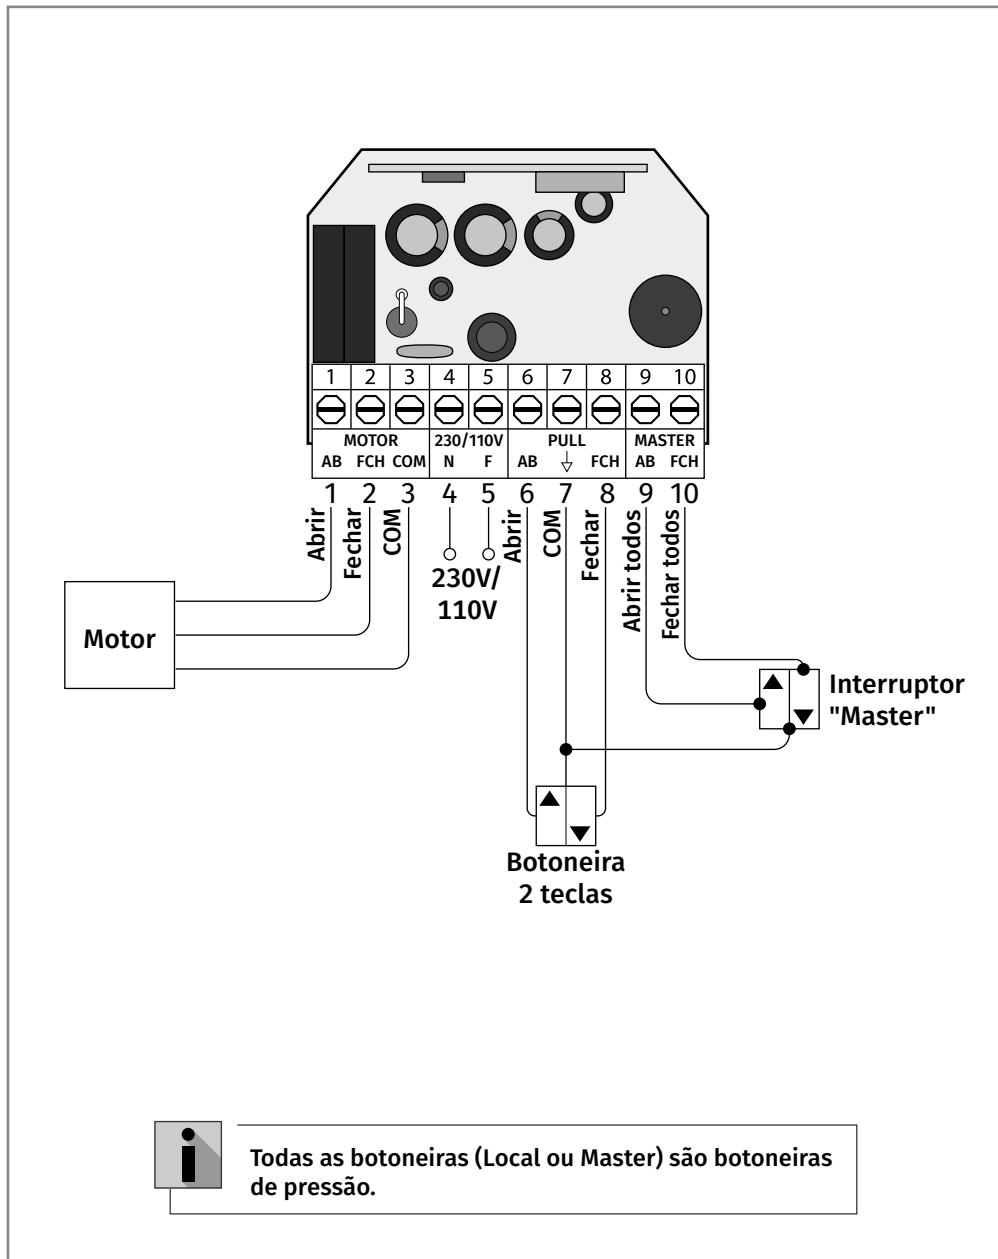 1 2 3 4 5 6 7 8 9 10
MOTOR 230/110V PULL MASTER
AB FCH COM N F AB FCH AB FCH
1 2 3 4 5 6 7 8 9 10
Abrir
Fechar
COM
230V/
110V
Abrir
COM
Fechar
Abrir todos
Fechar todos
Motor
Interruptor
"Master"
Botoneira
2 teclas
Todas as botoneiras (Local ou Master) são botoneiras
de pressão.